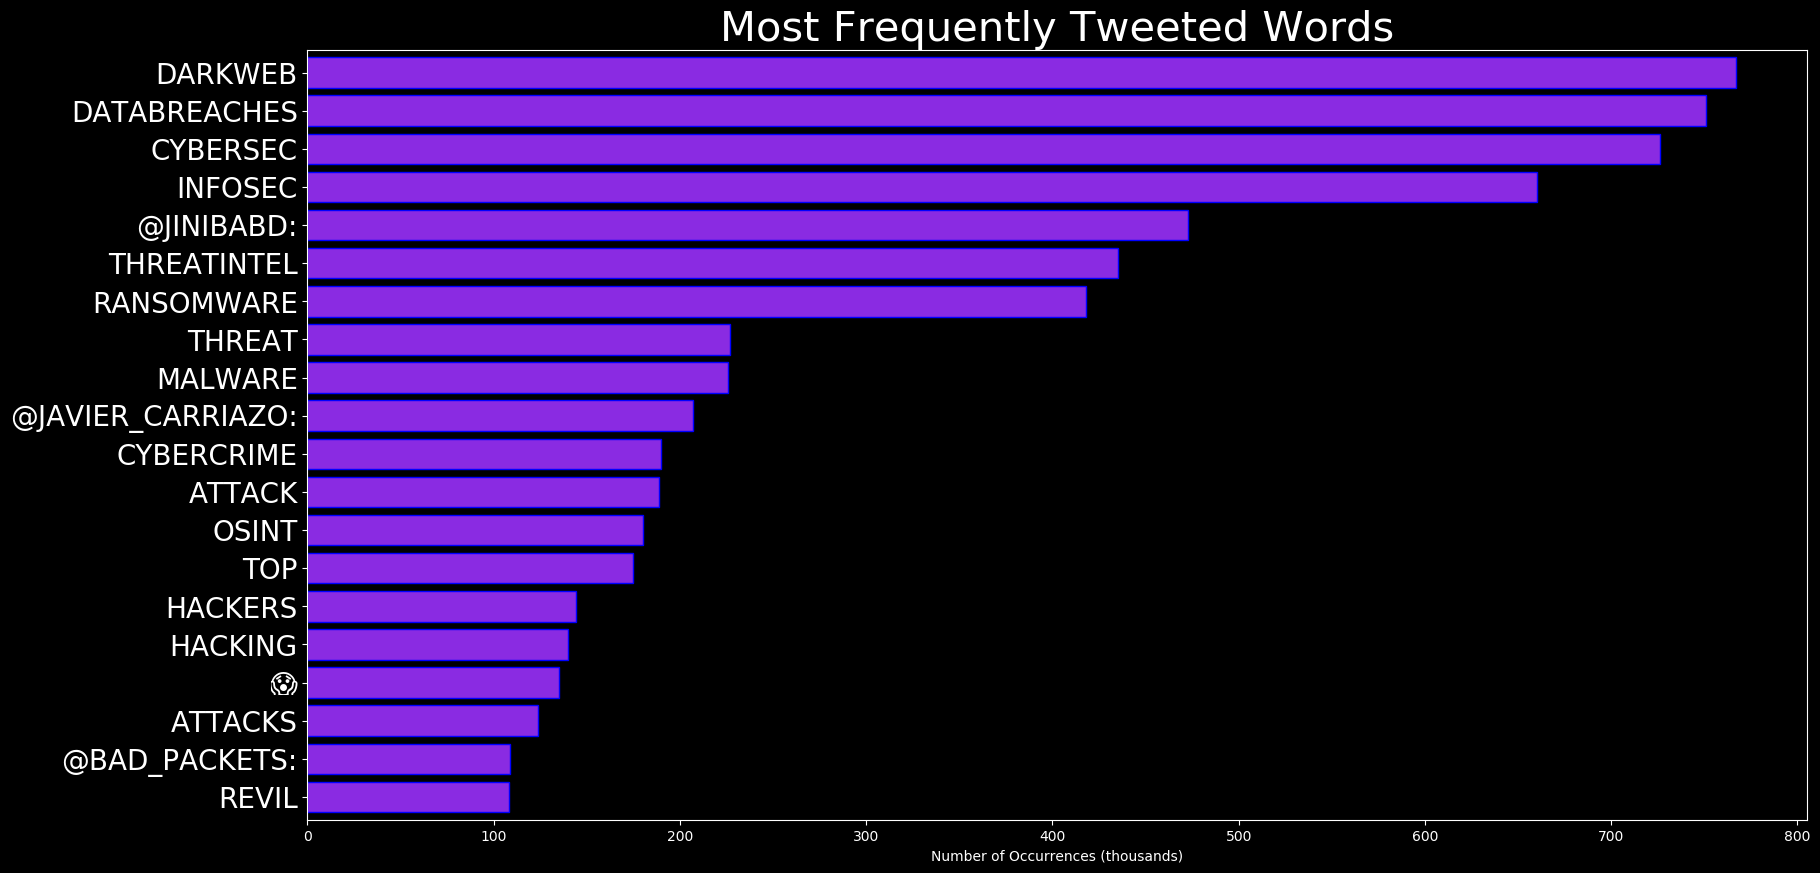 Most Frequently Tweeted Words
DARKWEB
DATABREACHES
CYBERSEC
INFOSEC
@JINIBABD:
THREATINTEL
RANSOMWARE
THREAT
MALWARE
@JAVIER_CARRIAZO:
CYBERCRIME
ATTACK
OSINT
TOP
HACKERS
HACKING
😱
ATTACKS
@BAD_PACKETS:
REVIL
0 100 200 300 400 500 600 700 800
Number of Occurrences (thousands)